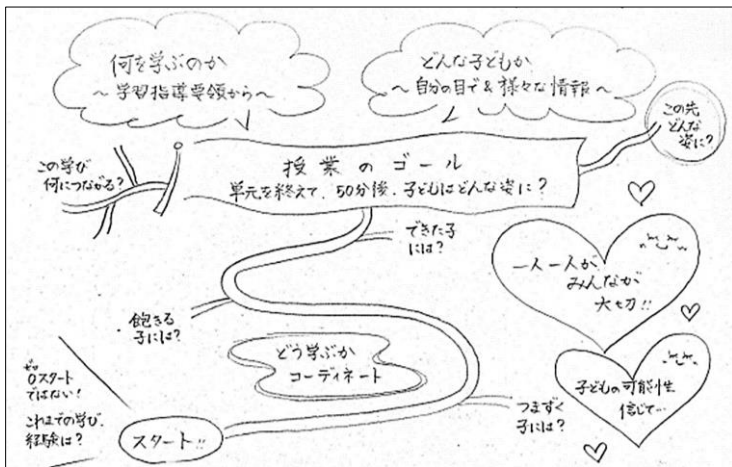 何を学ぶのか
～学習指導要領から～
どんな子どもか
～自分の目で&様々な情報～
この先
どんな
姿に？
この学び
何につながる？
授業のゴール
単元を終えて、50分後、子どもはどんな姿に？
できた子
には？
一人一人が
みんなが
大切!!
飽きる
子には？
どう学ぶか
コーディネート
ゼロ
0スタート
ではない！
これまでの学び、
経験は？
スタート!!
つまずく
子には？
子どもの可能性
信じて…